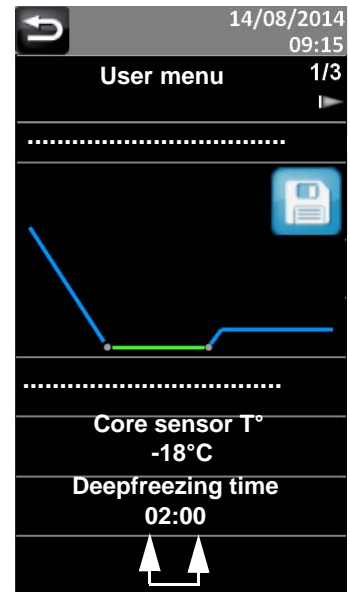 14/08/2014
09:15
User menu 1/3
...................................
...................................
Core sensor T°
-18°C
Deepfreezing time
02:00